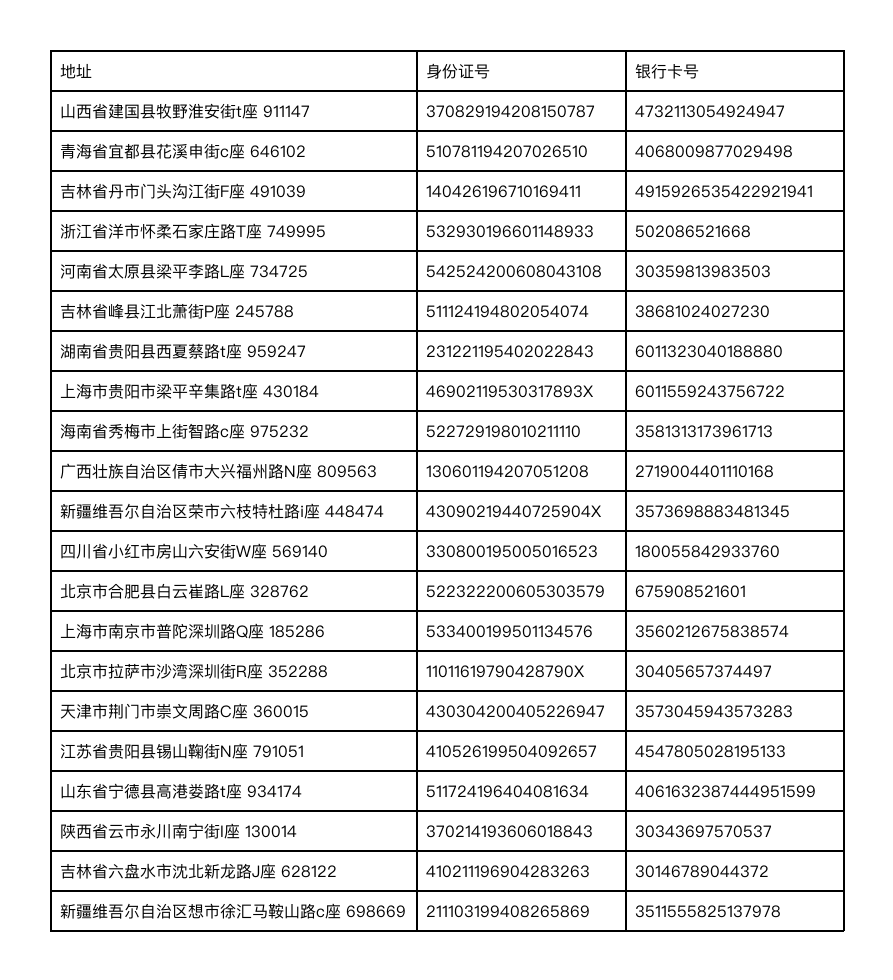 地址 身份证号 银行卡号
山西省建国县牧野淮安街t座 911147 370829194208150787 4732113054924947
青海省宜都县花溪申街c座 646102 510781194207026510 4068009877029498
吉林省丹市门头沟江街F座 491039 140426196710169411 4915926535422921941
浙江省洋市怀柔石家庄路T座 749995 532930196601148933 502086521668
河南省太原县梁平李路L座 734725 542524200608043108 30359813983503
吉林省峰县江北萧街P座 245788 511124194802054074 38681024027230
湖南省贵阳县西夏蔡路t座 959247 231221195402022843 6011323040188880
上海市贵阳市梁平辛集路t座 430184 46902119530317893X 6011559243756722
海南省秀梅市上街智路c座 975232 522729198010211110 3581313173961713
广西壮族自治区倩市大兴福州路N座 809563 130601194207051208 2719004401110168
新疆维吾尔自治区荣市六枝特杜路i座 448474 43090219440725904X 3573698883481345
四川省小红市房山六安街W座 569140 330800195005016523 180055842933760
北京市合肥县白云崔路L座 328762 522322200605303579 675908521601
上海市南京市普陀深圳路Q座 185286 533400199501134576 3560212675838574
北京市拉萨市沙湾深圳街R座 352288 11011619790428790X 30405657374497
天津市荆门市崇文周路C座 360015 430304200405226947 3573045943573283
江苏省贵阳县锡山鞠街N座 791051 410526199504092657 4547805028195133
山东省宁德县高港娄路t座 934174 511724196404081634 4061632387444951599
陕西省云市永川南宁街I座 130014 370214193606018843 30343697570537
吉林省六盘水市沈北新龙路J座 628122 410211196904283263 30146789044372
新疆维吾尔自治区想市徐汇马鞍山路c座 698669 211103199408265869 3511555825137978